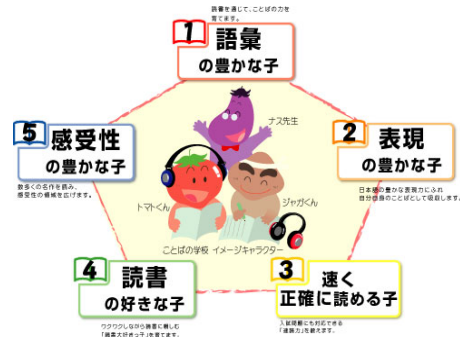 読書を通じて、ことばの力を
育てます。
1
語彙
の豊かな子
2
表現
の豊かな子
日本語の豊かな表現力にふれ
自分自身のことばとして吸収します。
3
速く
正確に読める子
入試問題にも対応できる
「速読力」を鍛えます。
4
読書
の好きな子
ワクワクしながら読書に親しむ
「読書大好きっ子」を育てます。
5
感受性
の豊かな子
数多くの名作を読み、
感受性の領域を広げます。
ナス先生
トマトくん
ジャガくん
ことばの学校 イメージキャラクター